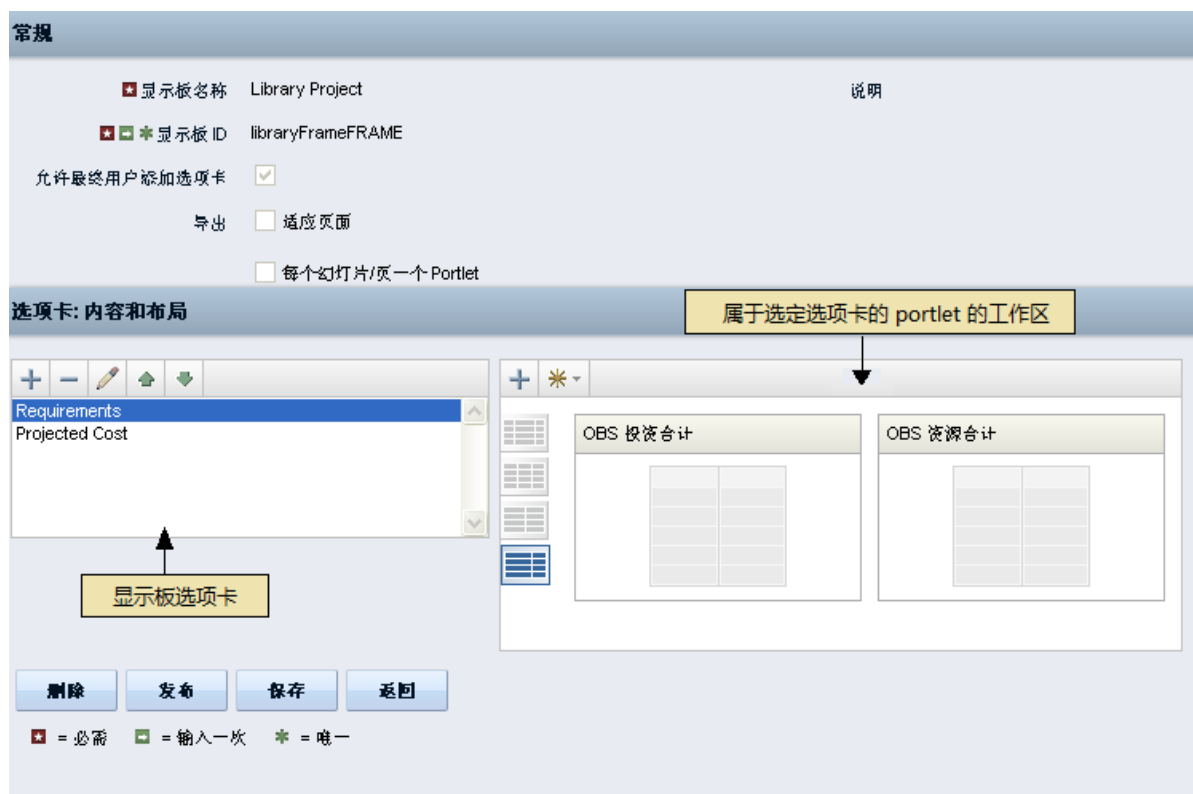 常规
显示板名称 Library Project 说明
显示板 ID libraryFrameFRAME
允许最终用户添加选项卡
导出 适应页面
每个幻灯片/页一个 Portlet
选项卡: 内容和布局
属于选定选项卡的 portlet 的工作区
Requirements
Projected Cost
OBS 投资合计
OBS 资源合计
显示板选项卡
删除 发布 保存 返回
= 必需 = 输入一次 = 唯一